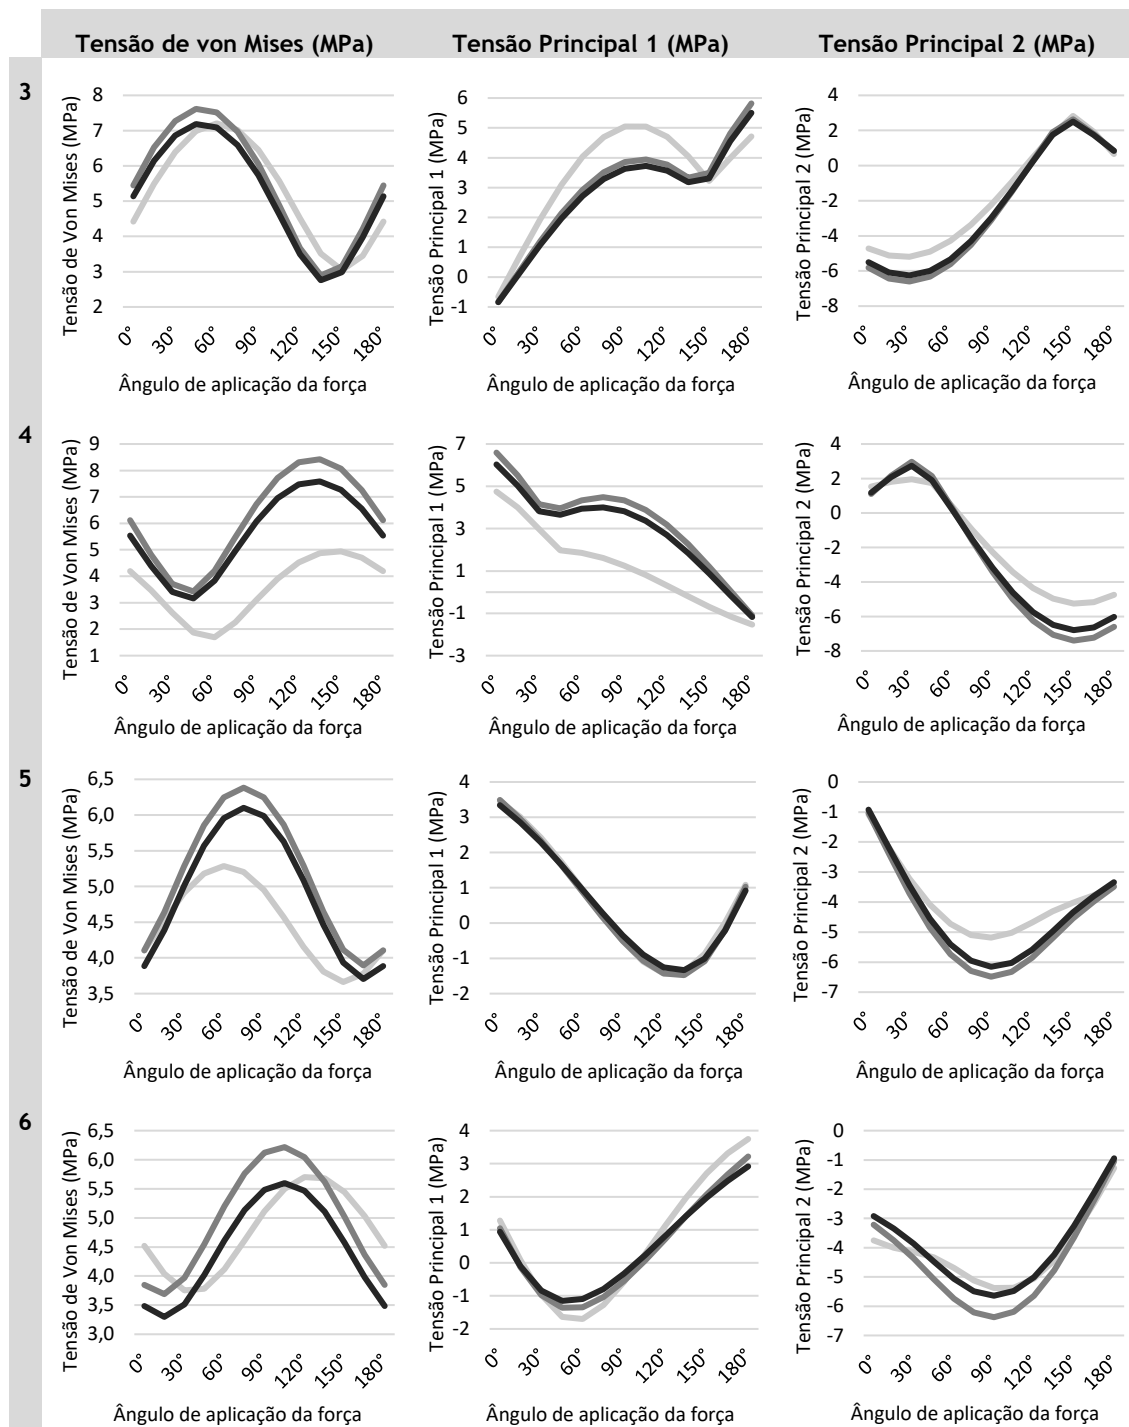 Tensão de von Mises (MPa) Tensão Principal 1 (MPa) Tensão Principal 2 (MPa)
3
Tensão de Von Mises (MPa)
8
7
6
5
4
3
2
0° 30° 60° 90° 120° 150° 180°
Ângulo de aplicação da força
Tensão Principal 1 (MPa)
6
5
4
3
2
1
0
-1
0° 30° 60° 90° 120° 150° 180°
Ângulo de aplicação da força
Tensão Principal 2 (MPa)
4
2
0
-2
-4
-6
-8
0° 30° 60° 90° 120° 150° 180°
Ângulo de aplicação da força
4
Tensão de Von Mises (MPa)
9
8
7
6
5
4
3
2
1
0° 30° 60° 90° 120° 150° 180°
Ângulo de aplicação da força
Tensão Principal 1 (MPa)
7
5
3
1
-1
-3
0° 30° 60° 90° 120° 150° 180°
Ângulo de aplicação da força
Tensão Principal 2 (MPa)
4
2
0
-2
-4
-6
-8
0° 30° 60° 90° 120° 150° 180°
Ângulo de aplicação da força
5
Tensão de Von Mises (MPa)
6,5
6,0
5,5
5,0
4,5
4,0
3,5
0° 30° 60° 90° 120° 150° 180°
Ângulo de aplicação da força
Tensão Principal 1 (MPa)
4
3
2
1
0
-1
-2
0° 30° 60° 90° 120° 150° 180°
Ângulo de aplicação da força
Tensão Principal 2 (MPa)
0
-1
-2
-3
-4
-5
-6
-7
0° 30° 60° 90° 120° 150° 180°
Ângulo de aplicação da força
6
Tensão de Von Mises (MPa)
6,5
6,0
5,5
5,0
4,5
4,0
3,5
3,0
0° 30° 60° 90° 120° 150° 180°
Ângulo de aplicação da força
Tensão Principal 1 (MPa)
4
3
2
1
0
-1
-2
0° 30° 60° 90° 120° 150° 180°
Ângulo de aplicação da força
Tensão Principal 2 (MPa)
0
-1
-2
-3
-4
-5
-6
-7
0° 30° 60° 90° 120° 150° 180°
Ângulo de aplicação da força